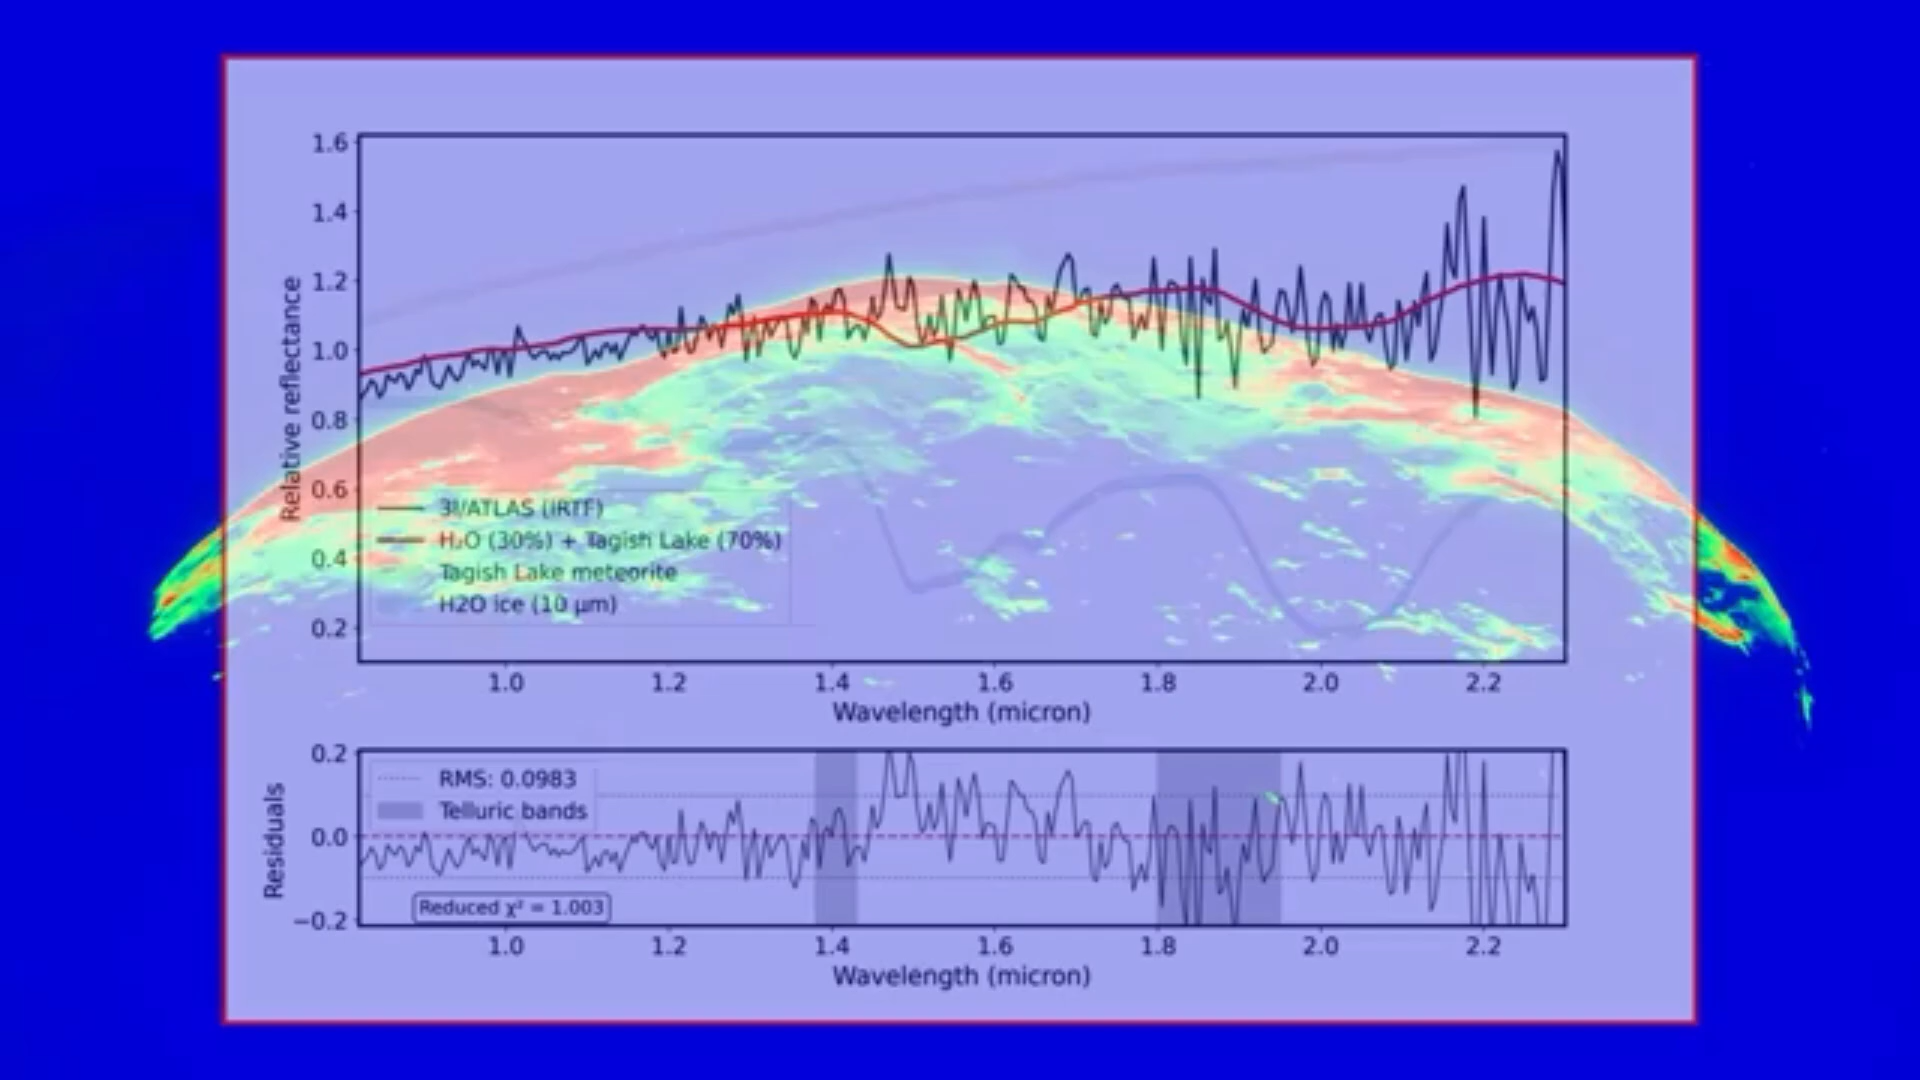 1.6
1.4
1.2
1.0
0.8
0.6
0.4
0.2
Relative reflectance
3I/ATLAS (IRTF)
H₂O (30%) + Tagish Lake (70%)
Tagish Lake meteorite
H2O ice (10 μm)
1.0 1.2 1.4 1.6 1.8 2.0 2.2
Wavelength (micron)
0.2
0.0
−0.2
Residuals
RMS: 0.0983
Telluric bands
Reduced χ² = 1.003
1.0 1.2 1.4 1.6 1.8 2.0 2.2
Wavelength (micron)